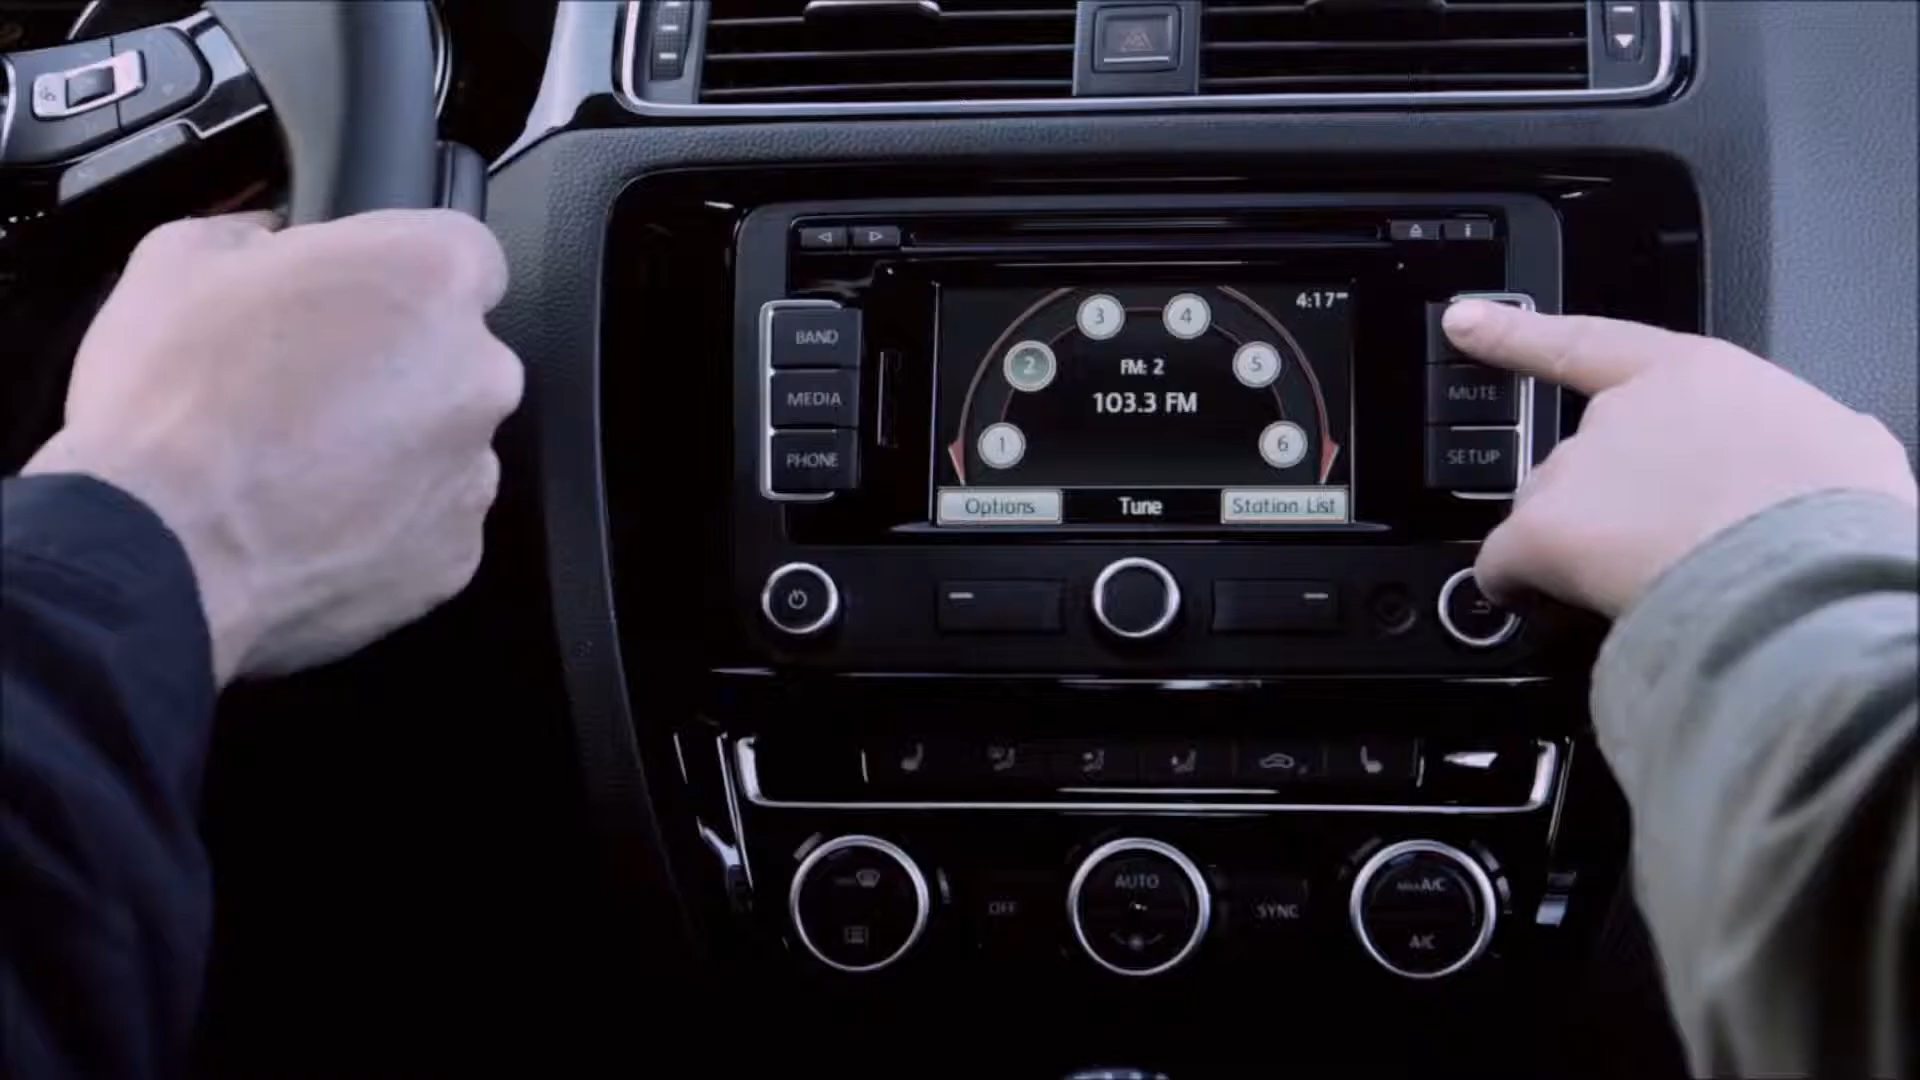 4:17
3 4
2 5
FM: 2
103.3 FM
1 6
Options Tune Station List
BAND
MEDIA
PHONE
MUTE
SETUP
i
AUTO
OFF
SYNC
A/C
A/C